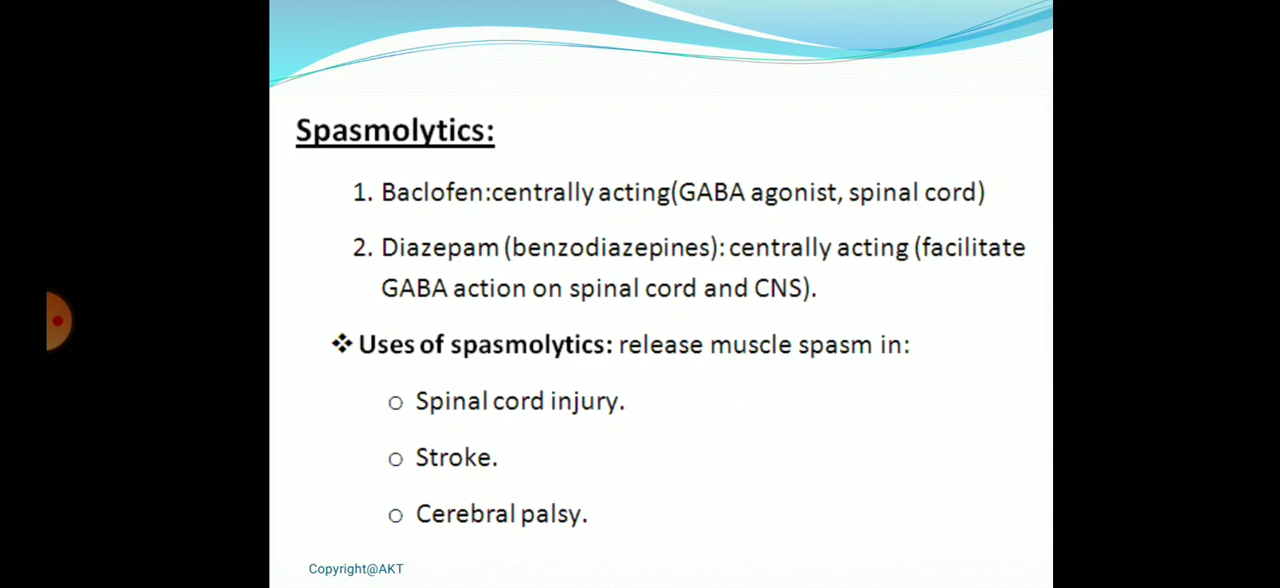 Spasmolytics:
1. Baclofen:centrally acting(GABA agonist, spinal cord)
2. Diazepam (benzodiazepines): centrally acting (facilitate
GABA action on spinal cord and CNS).
❖ Uses of spasmolytics: release muscle spasm in:
o Spinal cord injury.
o Stroke.
o Cerebral palsy.
Copyright@AKT